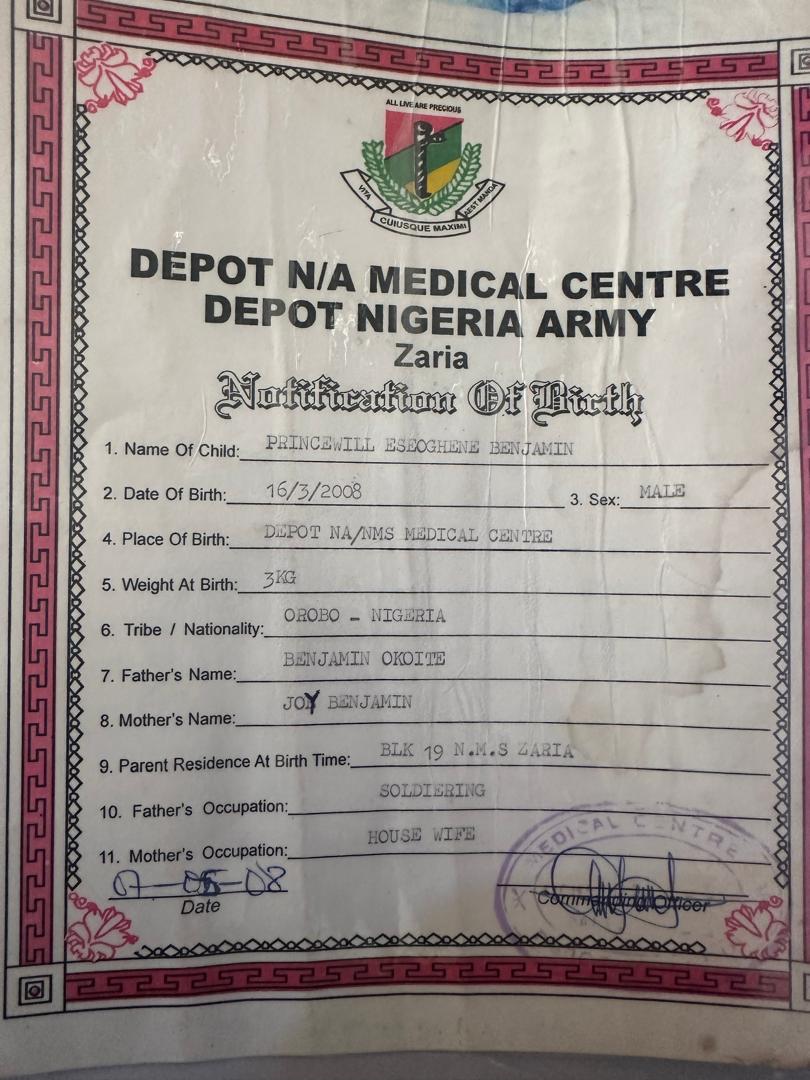 ALL LIVE ARE PRECIOUS
VITA CUIUSQUE MAXIMI AEST MANDA
DEPOT N/A MEDICAL CENTRE
DEPOT NIGERIA ARMY
Zaria
Notification Of Birth
1. Name Of Child: PRINCEWILL ESEOGHENE BENJAMIN
2. Date Of Birth: 16/3/2008 3. Sex: MALE
4. Place Of Birth: DEPOT NA/NMS MEDICAL CENTRE
5. Weight At Birth: 3KG
6. Tribe / Nationality: OROBO - NIGERIA
7. Father's Name: BENJAMIN OKOITE
8. Mother's Name: JOY BENJAMIN
9. Parent Residence At Birth Time: BLK 19 N.M.S ZARIA
10. Father's Occupation: SOLDIERING
11. Mother's Occupation: HOUSE WIFE
MEDICAL CENTRE
Date
Commanding Officer